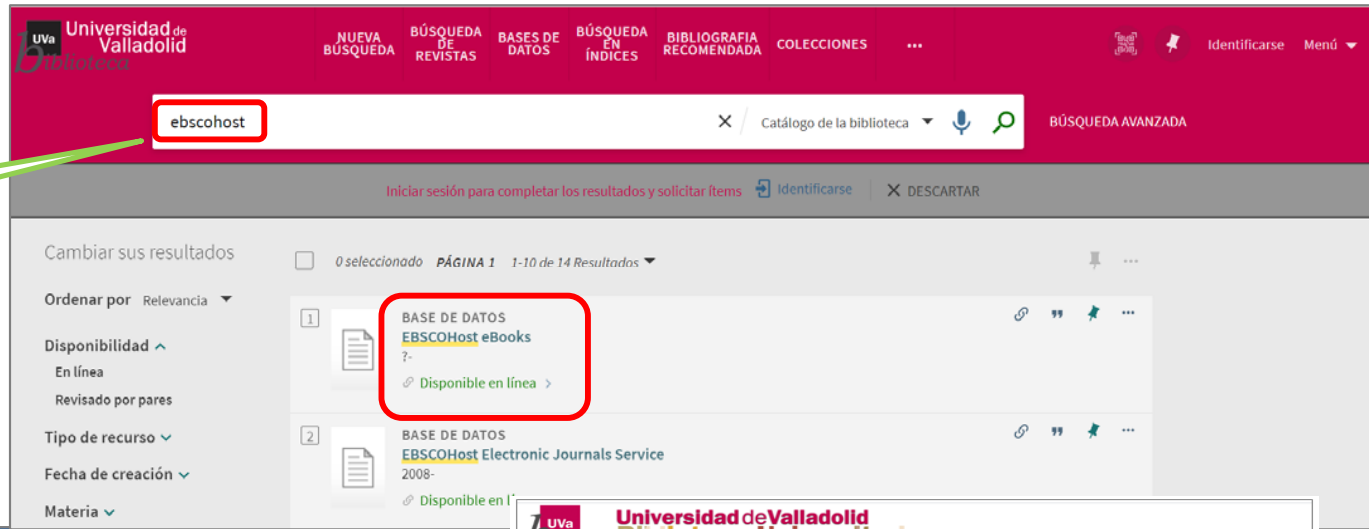 UVa Universidad de
Valladolid
Biblioteca
NUEVA
BÚSQUEDA
BÚSQUEDA
DE
REVISTAS
BASES DE
DATOS
BÚSQUEDA
EN
ÍNDICES
BIBLIOGRAFIA
RECOMENDADA
COLECCIONES
...
Identificarse
Menú
ebscohost
Catálogo de la biblioteca
BÚSQUEDA AVANZADA
Iniciar sesión para completar los resultados y solicitar ítems Identificarse DESCARTAR
Cambiar sus resultados
Ordenar por Relevancia
Disponibilidad
En línea
Revisado por pares
Tipo de recurso
Fecha de creación
Materia
0 seleccionado PÁGINA 1 1-10 de 14 Resultados
1
BASE DE DATOS
EBSCOHost eBooks
?-
Disponible en línea
2
BASE DE DATOS
EBSCOHost Electronic Journals Service
2008-
Disponible en l
UVa Universidad de Valladolid